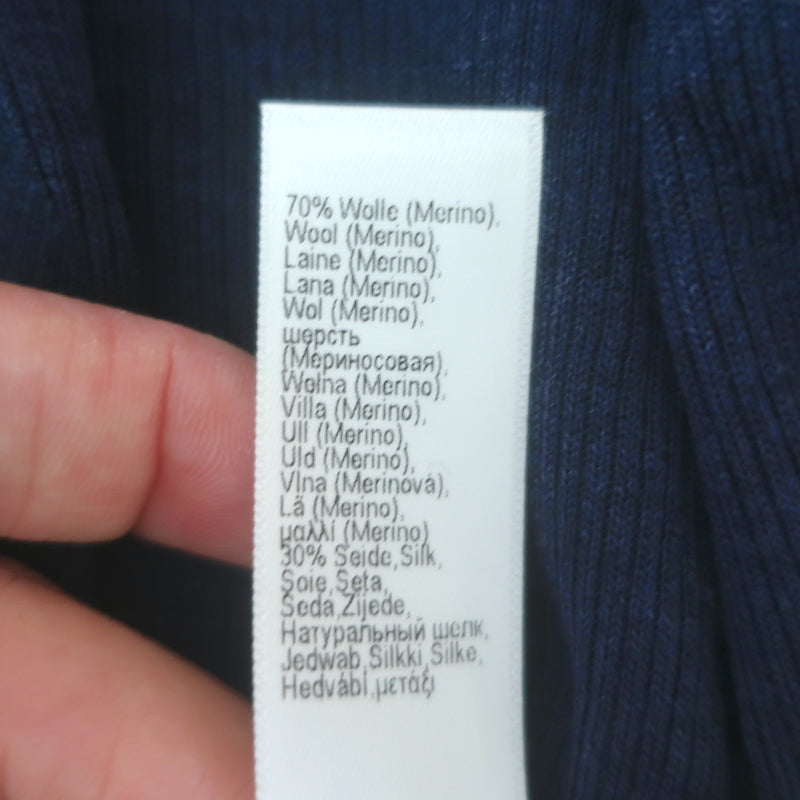 70% Wolle (Merino),
Wool (Merino),
Laine (Merino),
Lana (Merino),
Wol (Merino),
шерсть
(Мериносовая),
Wełna (Merino),
Villa (Merino),
Ull (Merino),
Uld (Merino),
Vlna (Merinová),
Lä (Merino),
μαλλί (Merino)
30% Seide,Silk,
Soie,Seta,
Seda,Zijede,
Натуральный шелк,
Jedwab,Silkki,Silke,
Hedvábí,μετάξι